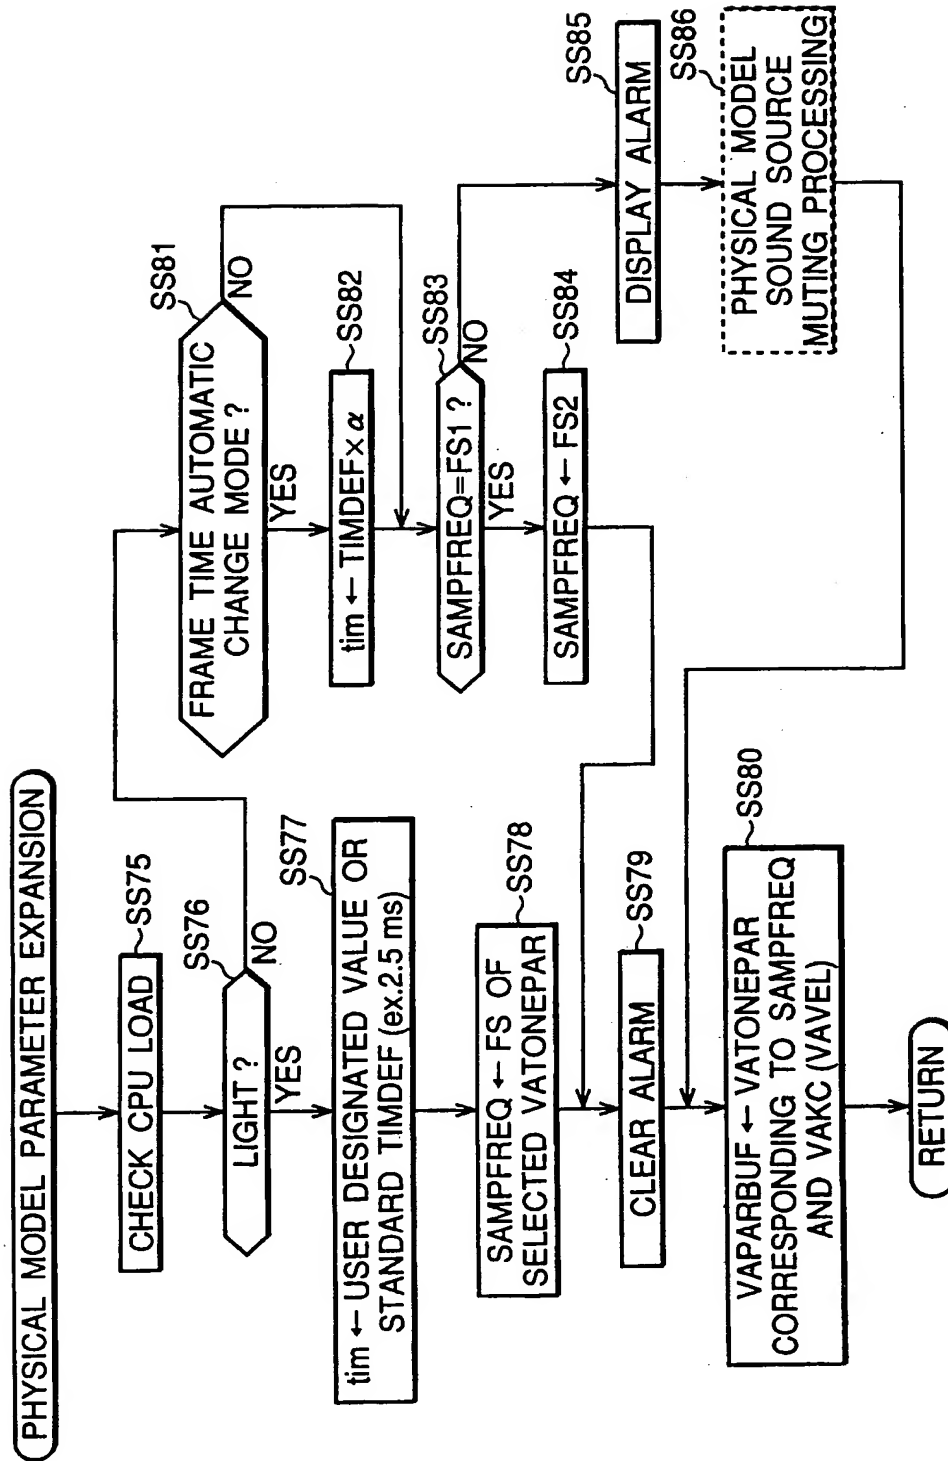 PHYSICAL MODEL PARAMETER EXPANSION
CHECK CPU LOAD
SS75
LIGHT ?
SS76
NO
YES
tim ← USER DESIGNATED VALUE OR
STANDARD TIMDEF (ex.2.5 ms)
SS77
SAMPFREQ ← FS OF
SELECTED VATONEPAR
SS78
CLEAR ALARM
SS79
VAPARBUF ← VATONEPAR
CORRESPONDING TO SAMPFREQ
AND VAKC (VAVEL)
SS80
RETURN
FRAME TIME AUTOMATIC
CHANGE MODE ?
SS81
NO
YES
tim ← TIMDEF× α
SS82
SAMPFREQ=FS1 ?
SS83
NO
YES
SAMPFREQ ← FS2
SS84
DISPLAY ALARM
SS85
PHYSICAL MODEL
SOUND SOURCE
MUTING PROCESSING
SS86